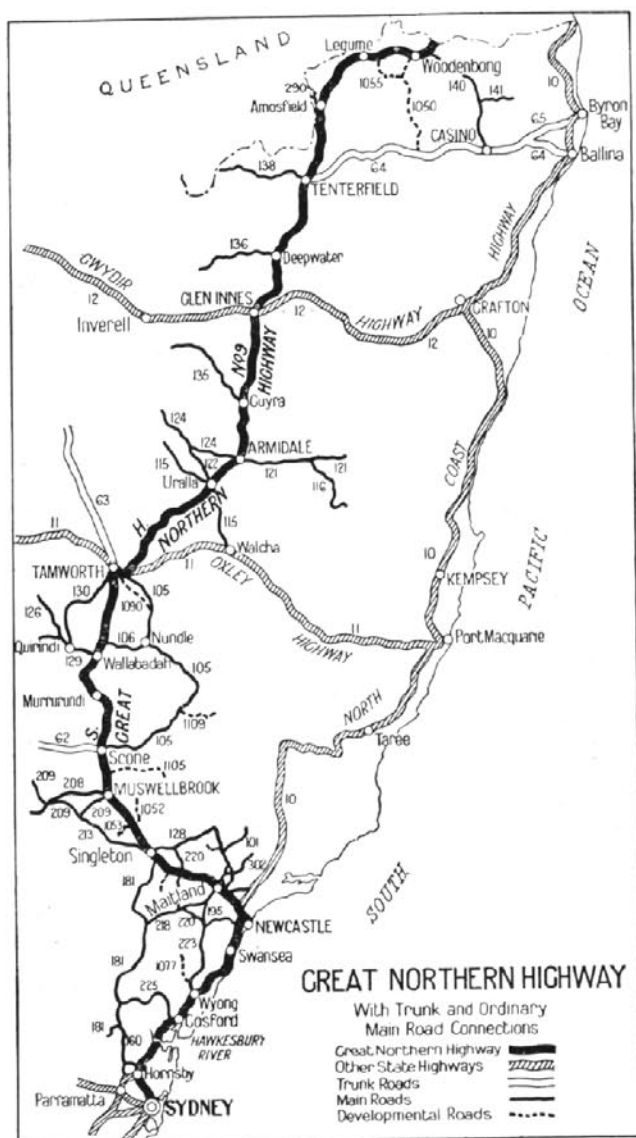 QUEENSLAND
Legume
Woodenbong
290
1055
140
141
10
Amosfield
1050
65
Byron
Bay
CASINO
138
64
64
Ballina
TENTERFIELD
136
Deepwater
HIGHWAY
OCEAN
GWYDIR
12
GLEN INNES
12
HIGHWAY
GRAFTON
Inverell
12
10
No9
HIGHWAY
135
Guyra
124
124
ARMIDALE
122
121
121
115
116
Uralla
COAST
63
H.
NORTHERN
11
115
Walcha
10
TAMWORTH
11
OXLEY
KEMPSEY
PACIFIC
130
105
1090
126
HIGHWAY
11
Port Macquarie
106
Nundle
Quirindi
129
Wallabadah
105
Murrurundi
NORTH
S.
GREAT
1109
Taree
62
105
Scone
1105
209
208
MUSWELLBROOK
10
209
209
1052
1053
213
128
101
Singleton
220
302
SOUTH
181
Maitland
195
218
220
NEWCASTLE
223
181
1077
Swansea
225
Wyong
Gosford
181
HAWKESBURY
RIVER
160
Hornsby
Parramatta
SYDNEY
GREAT NORTHERN HIGHWAY
With Trunk and Ordinary
Main Road Connections
Great Northern Highway
Other State Highways
Trunk Roads
Main Roads
Developmental Roads